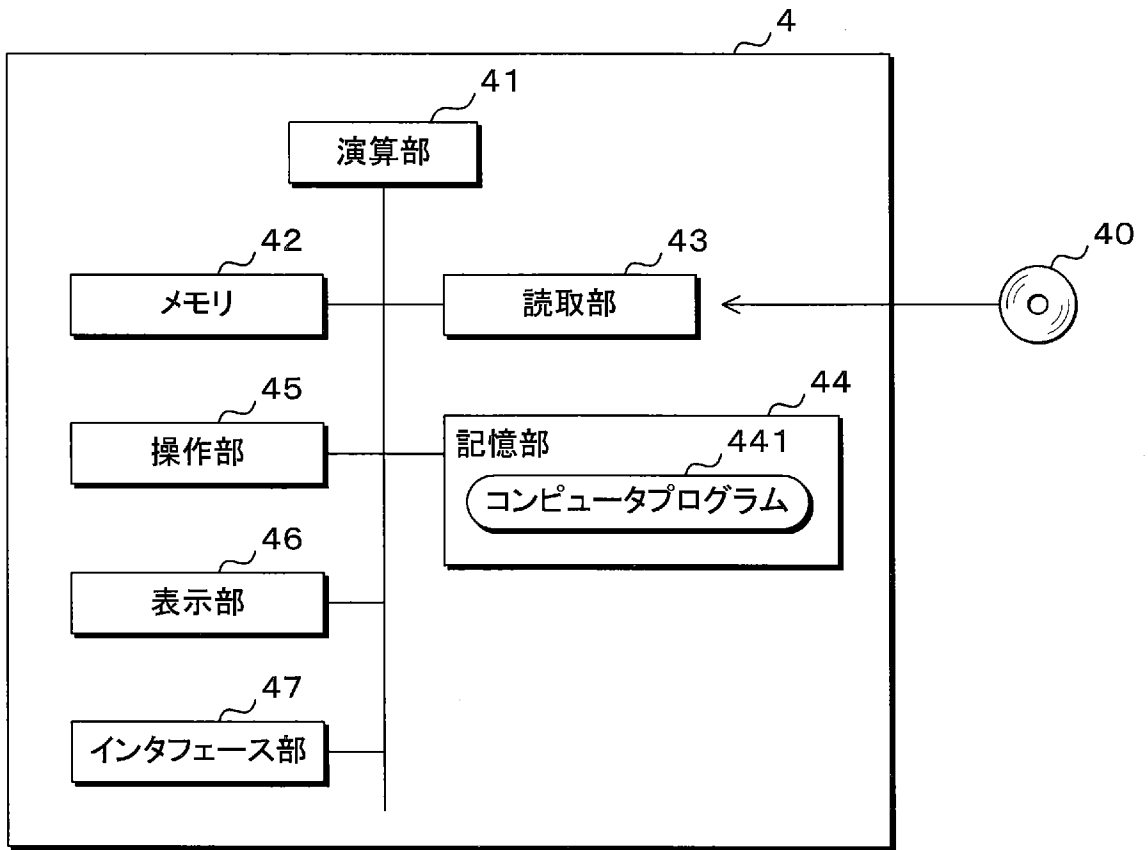 4
41
演算部
42
メモリ
43
読取部
40
45
操作部
44
記憶部
441
コンピュータプログラム
46
表示部
47
インタフェース部